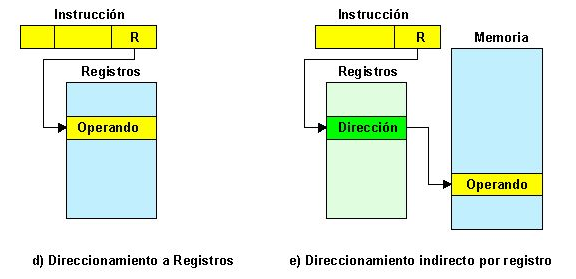 Instrucción
R
Registros
Operando
d) Direccionamiento a Registros
Instrucción
R
Memoria
Registros
Dirección
Operando
e) Direccionamiento indirecto por registro